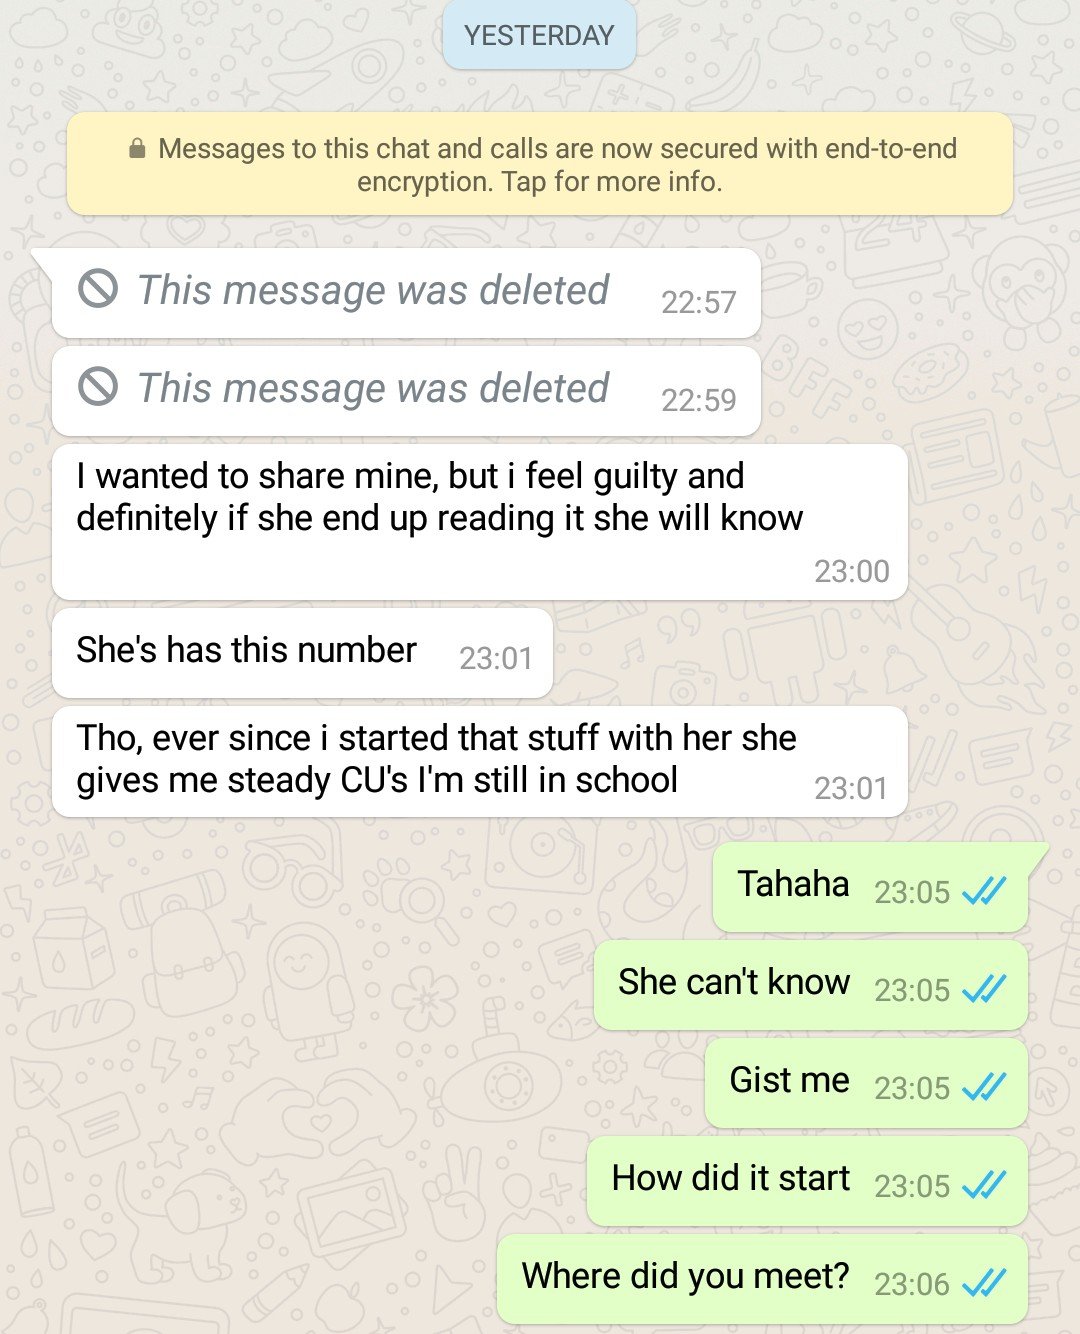 YESTERDAY
Messages to this chat and calls are now secured with end-to-end
encryption. Tap for more info.
This message was deleted 22:57
This message was deleted 22:59
I wanted to share mine, but i feel guilty and
definitely if she end up reading it she will know
23:00
She's has this number 23:01
Tho, ever since i started that stuff with her she
gives me steady CU's I'm still in school 23:01
Tahaha 23:05
She can't know 23:05
Gist me 23:05
How did it start 23:05
Where did you meet? 23:06